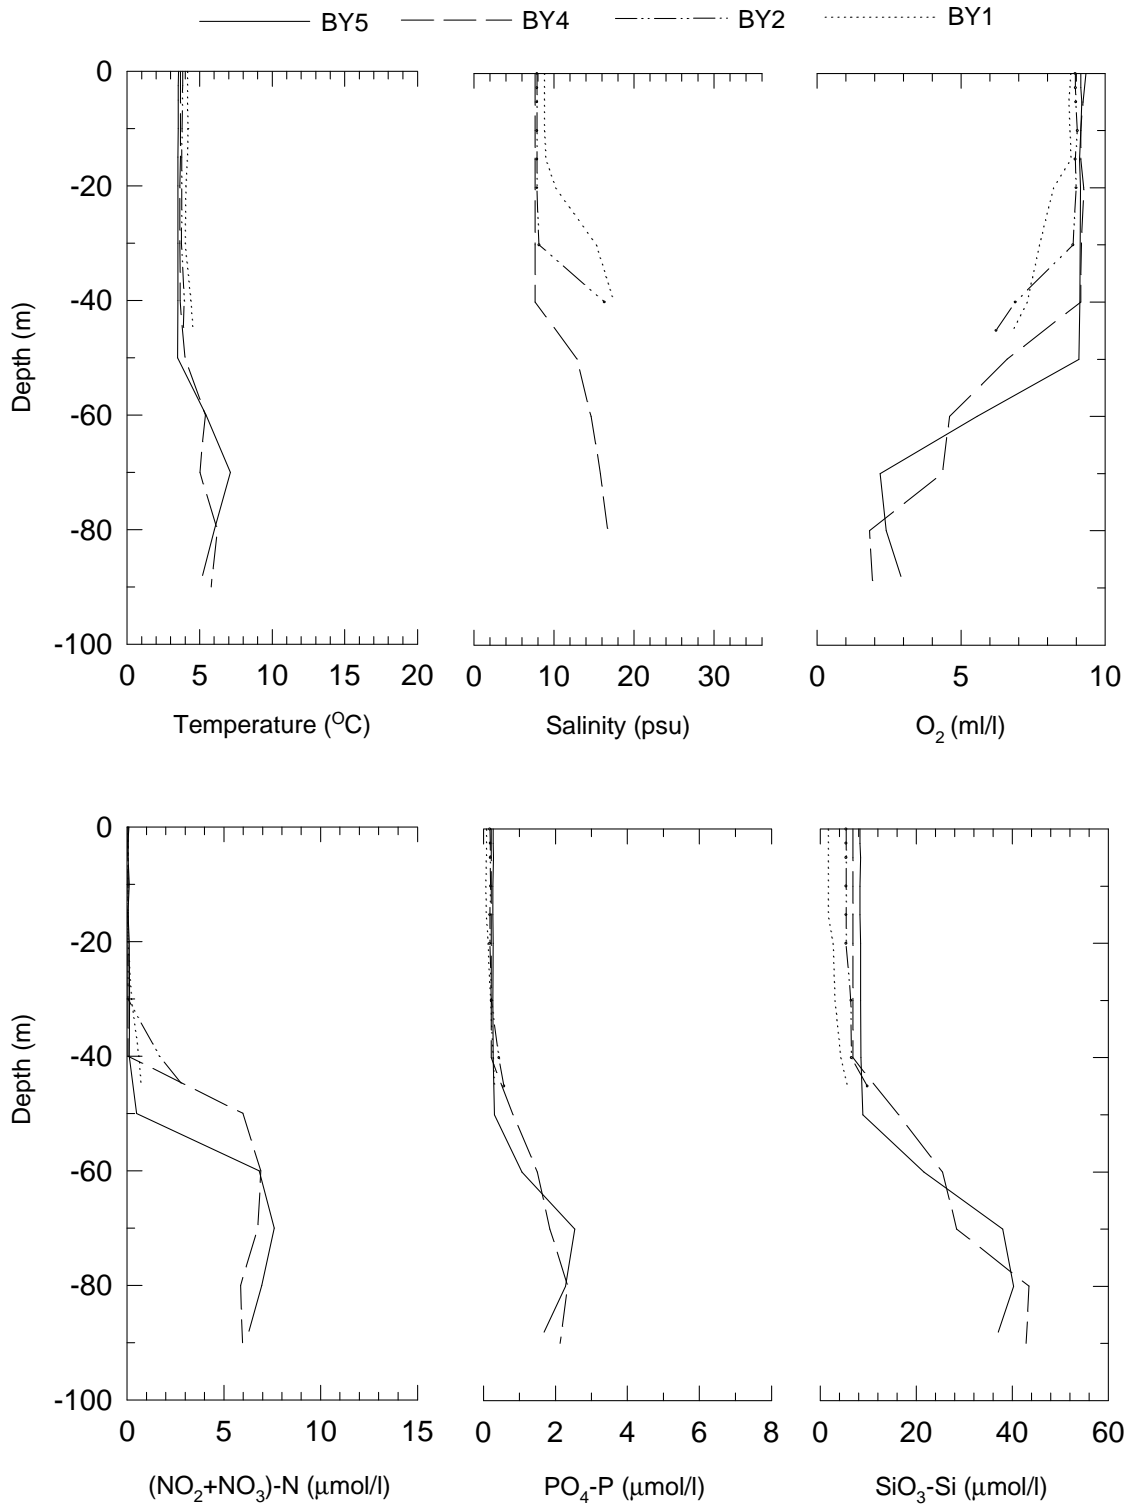 BY5 BY4 BY2 BY1
0
-20
-40
-60
-80
-100
Depth (m)
0 5 10 15 20
Temperature (°C)
0 10 20 30
Salinity (psu)
0 5 10
O₂ (ml/l)
0
-20
-40
-60
-80
-100
Depth (m)
0 5 10 15
(NO₂+NO₃)-N (μmol/l)
0 2 4 6 8
PO₄-P (μmol/l)
0 20 40 60
SiO₃-Si (μmol/l)